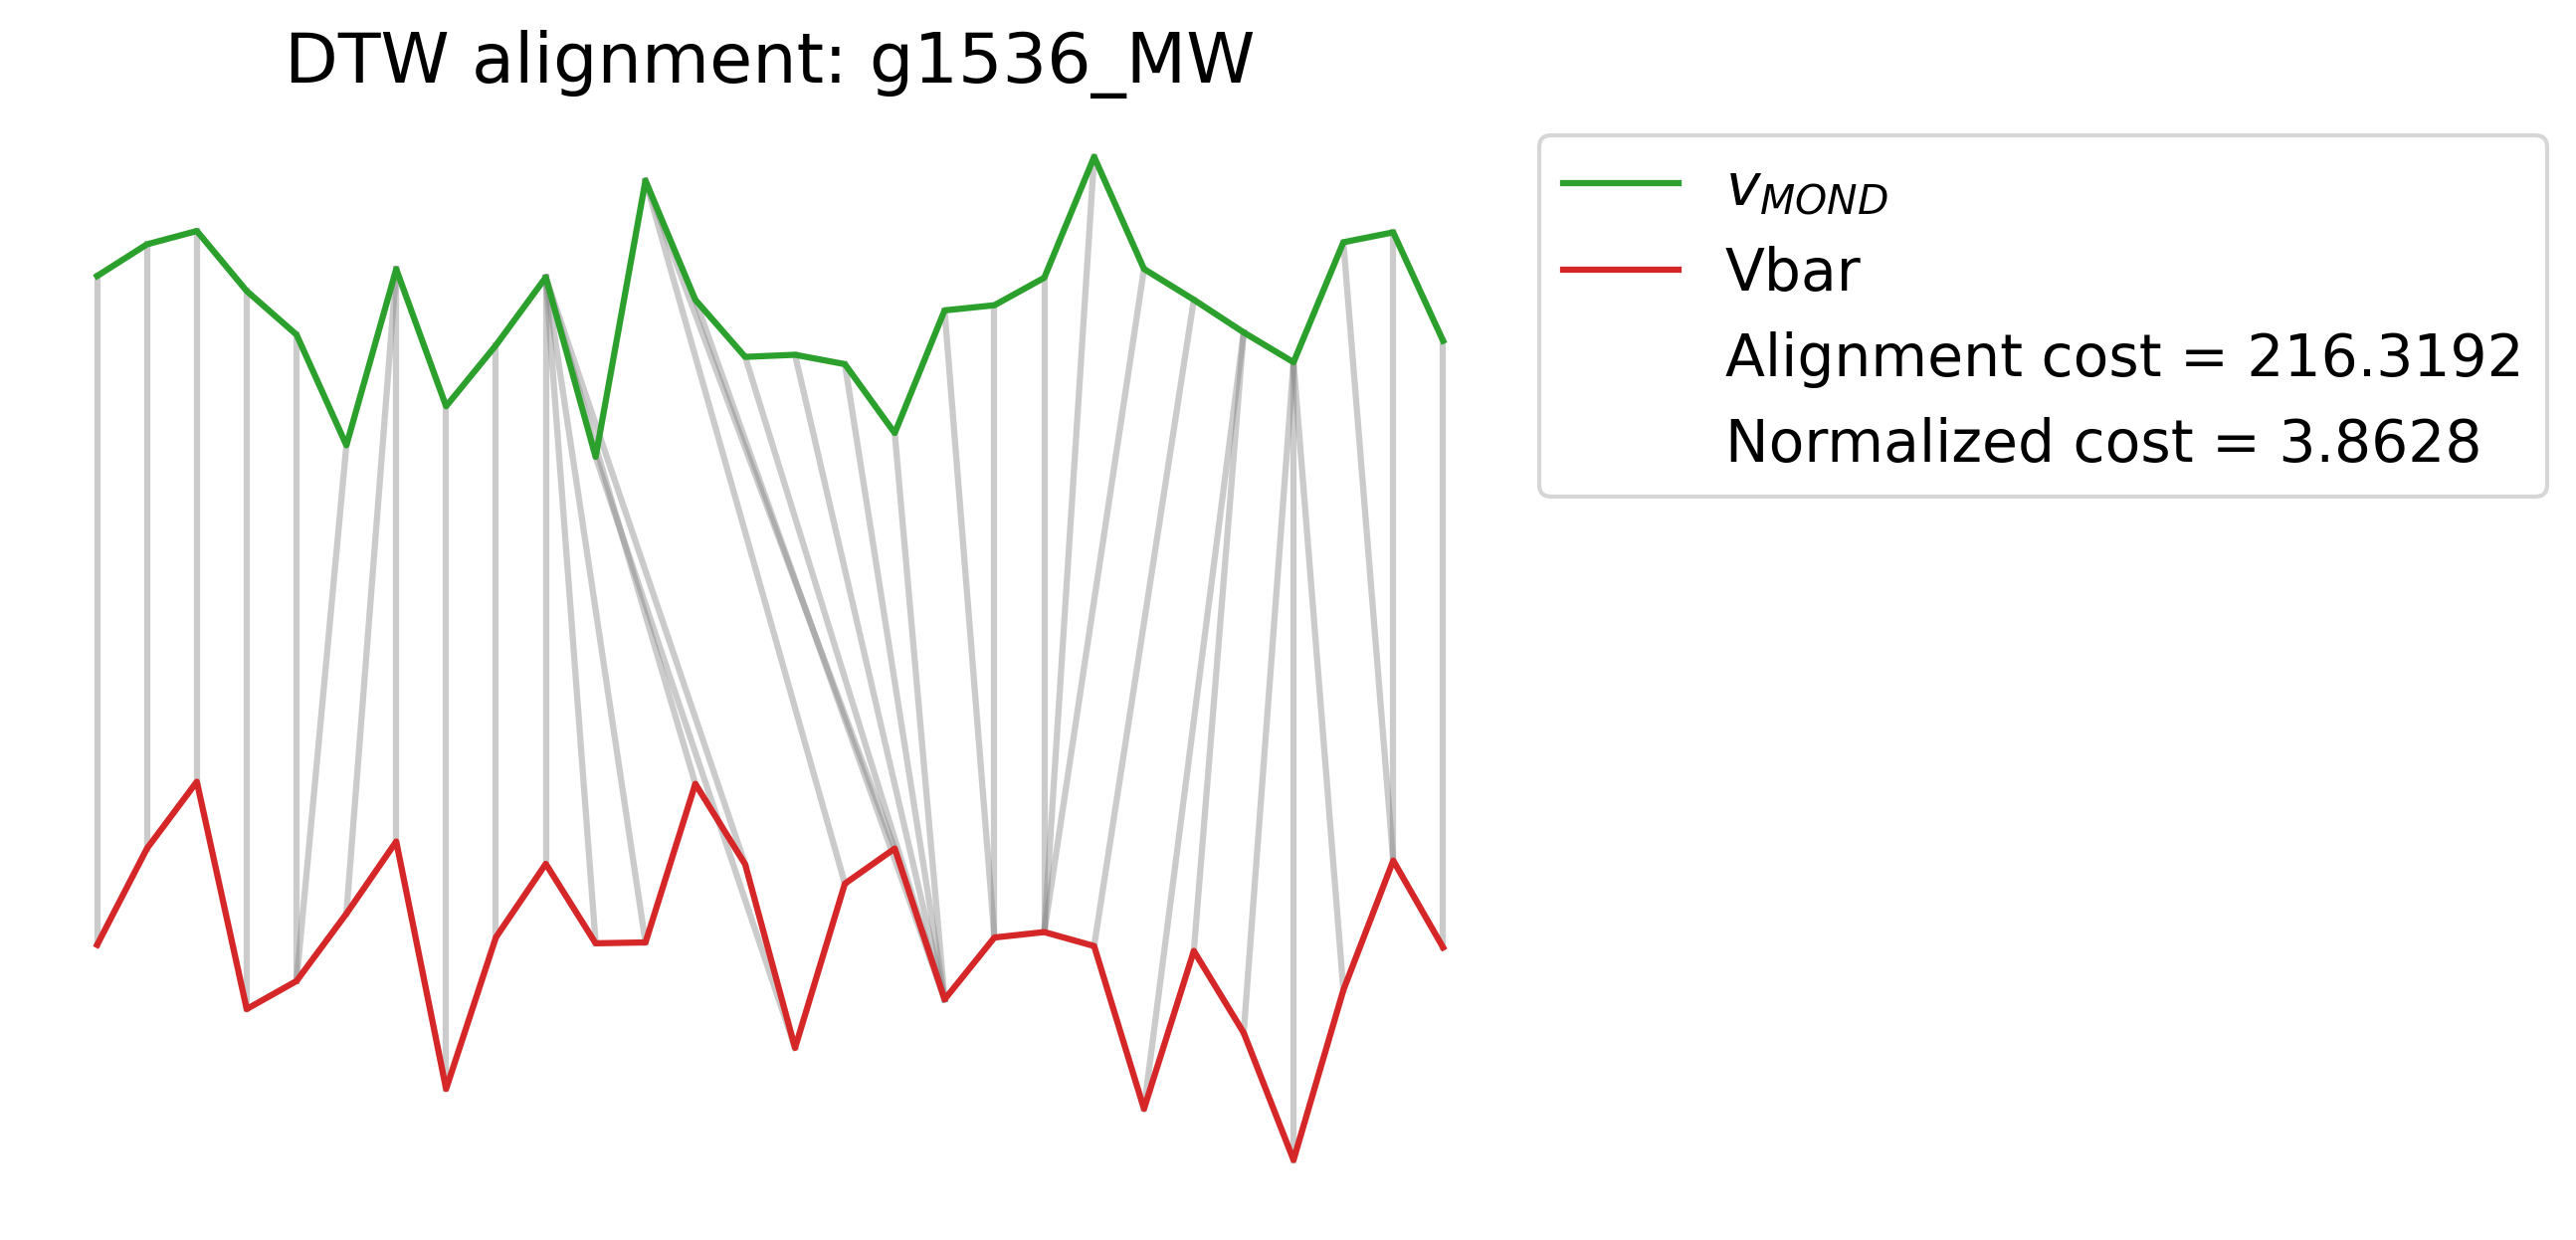 DTW alignment: g1536_MW
v_MOND
Vbar
Alignment cost = 216.3192
Normalized cost = 3.8628